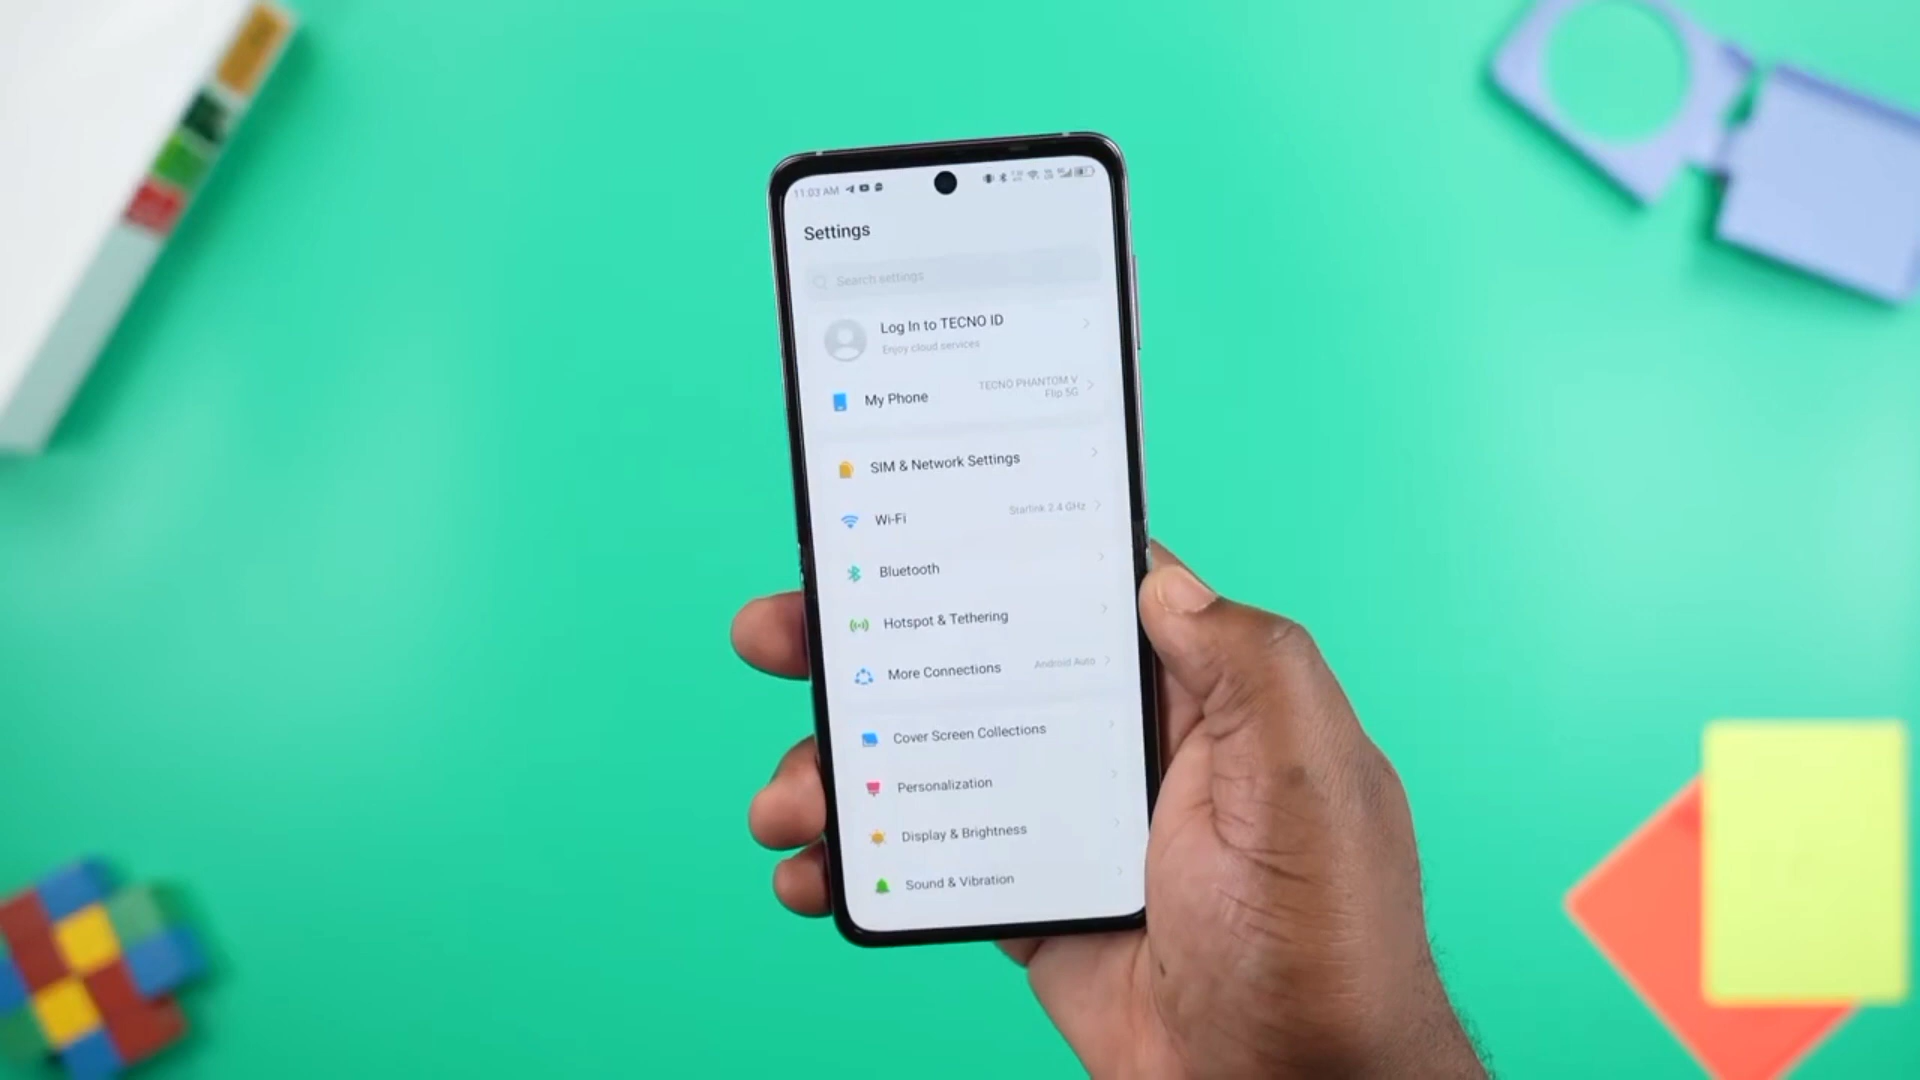 11:03 AM
Settings
Search settings
Log In to TECNO ID
Enjoy cloud services
My Phone
TECNO PHANTOM V
Flip 5G
SIM & Network Settings
Wi-Fi
Starlink 2.4 GHz
Bluetooth
Hotspot & Tethering
More Connections
Android Auto
Cover Screen Collections
Personalization
Display & Brightness
Sound & Vibration